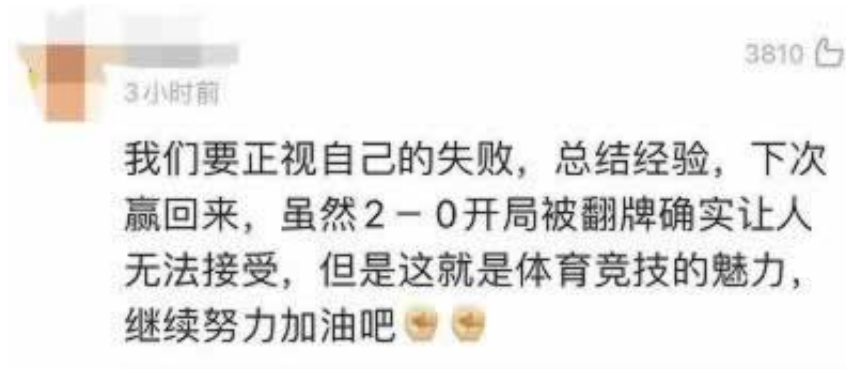 3810
3小时前
我们要正视自己的失败，总结经验，下次
赢回来，虽然2－0开局被翻牌确实让人
无法接受，但是这就是体育竞技的魅力，
继续努力加油吧